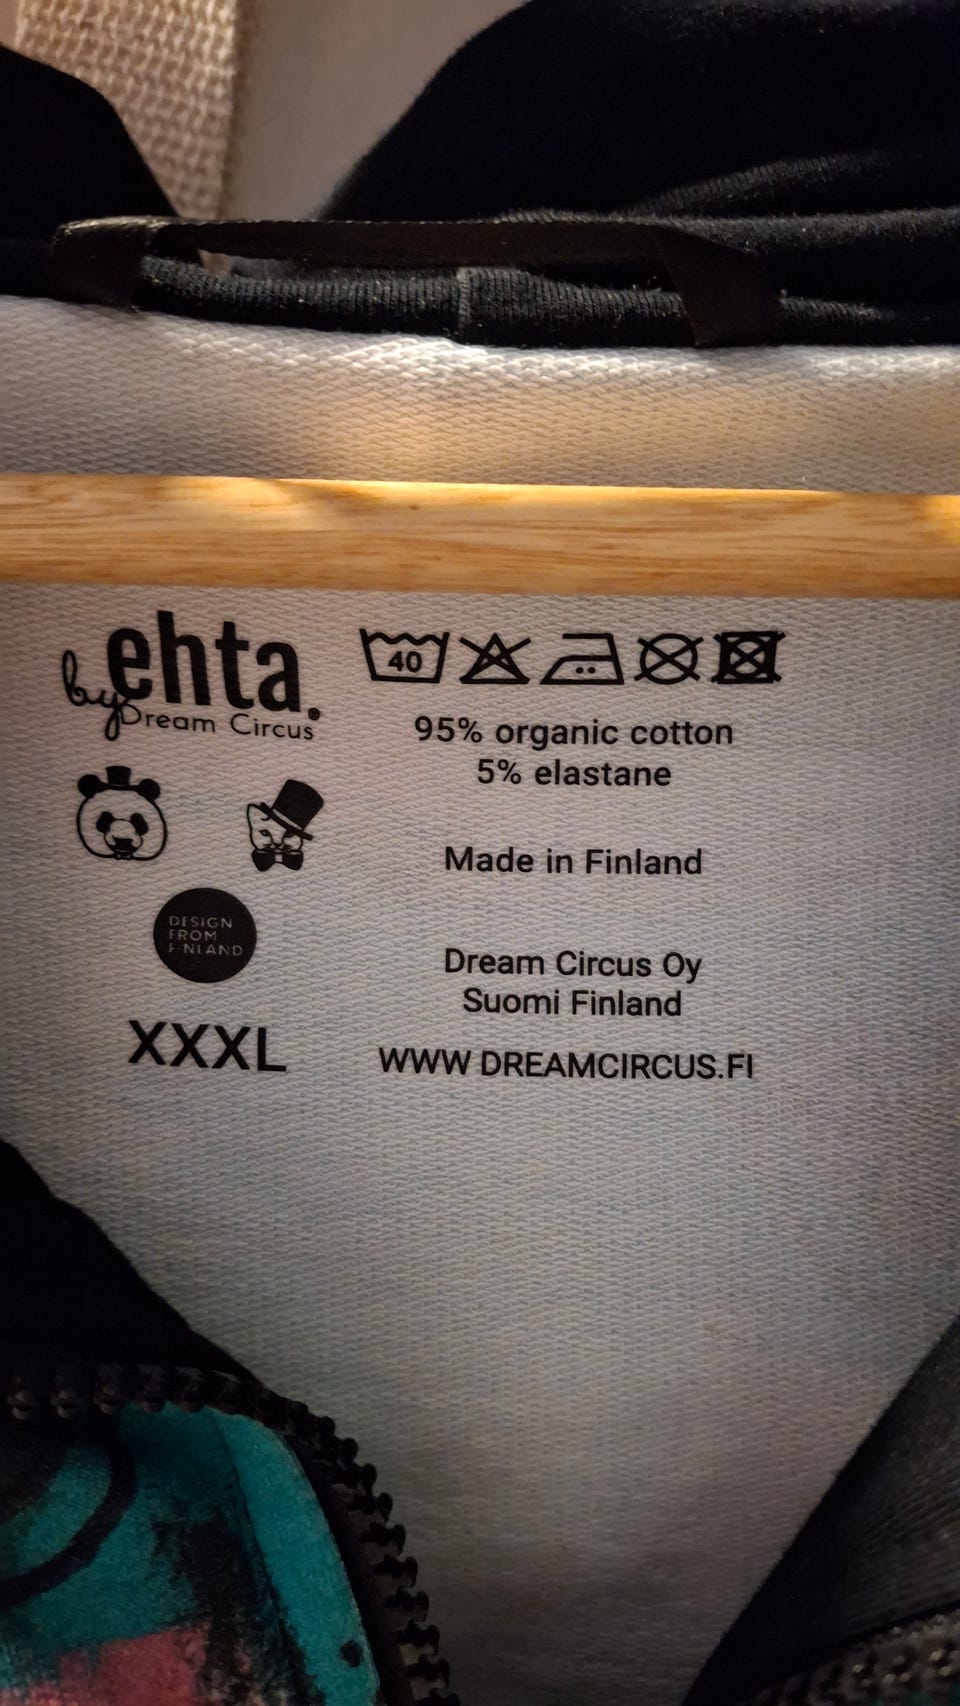 ehta.
by Dream Circus
DESIGN
FROM
FINLAND
XXXL
40
95% organic cotton
5% elastane
Made in Finland
Dream Circus Oy
Suomi Finland
WWW DREAMCIRCUS.FI